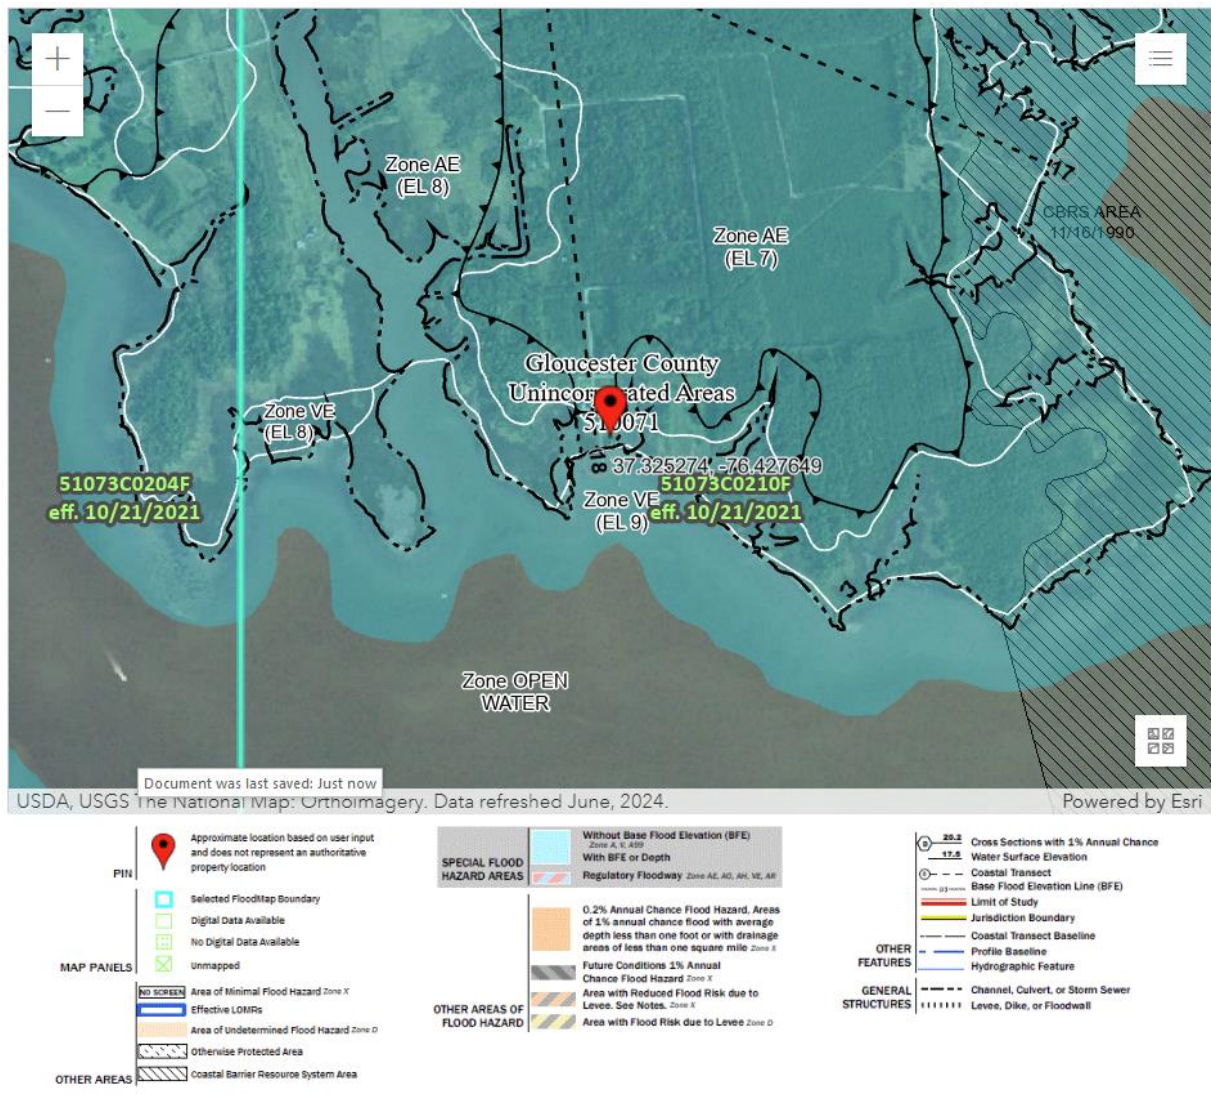 Zone AE
(EL 8)
17
CBRS AREA
11/16/1990
Zone AE
(EL 7)
Gloucester County
Unincorporated Areas
510071
Zone VE
(EL 8)
18
37.325274, -76.427649
51073C0204F
eff. 10/21/2021
51073C0210F
eff. 10/21/2021
Zone VE
(EL 9)
Zone OPEN
WATER
Document was last saved: Just now
USDA, USGS The National Map: Orthoimagery. Data refreshed June, 2024.
Powered by Esri
PIN
Approximate location based on user input
and does not represent an authoritative
property location
MAP PANELS
Selected FloodMap Boundary
Digital Data Available
No Digital Data Available
Unmapped
OTHER AREAS
NO SCREEN
Area of Minimal Flood Hazard Zone X
Effective LOMRs
Area of Undetermined Flood Hazard Zone D
Otherwise Protected Area
Coastal Barrier Resource System Area
SPECIAL FLOOD
HAZARD AREAS
Without Base Flood Elevation (BFE)
Zone A, V, A99
With BFE or Depth
Regulatory Floodway Zone AE, AO, AH, VE, AR
OTHER AREAS OF
FLOOD HAZARD
0.2% Annual Chance Flood Hazard, Areas
of 1% annual chance flood with average
depth less than one foot or with drainage
areas of less than one square mile Zone X
Future Conditions 1% Annual
Chance Flood Hazard Zone X
Area with Reduced Flood Risk due to
Levee. See Notes. Zone X
Area with Flood Risk due to Levee Zone D
OTHER
FEATURES
20.2
Cross Sections with 1% Annual Chance
17.5
Water Surface Elevation
Coastal Transect
Base Flood Elevation Line (BFE)
Limit of Study
Jurisdiction Boundary
Coastal Transect Baseline
Profile Baseline
Hydrographic Feature
GENERAL
STRUCTURES
Channel, Culvert, or Storm Sewer
Levee, Dike, or Floodwall